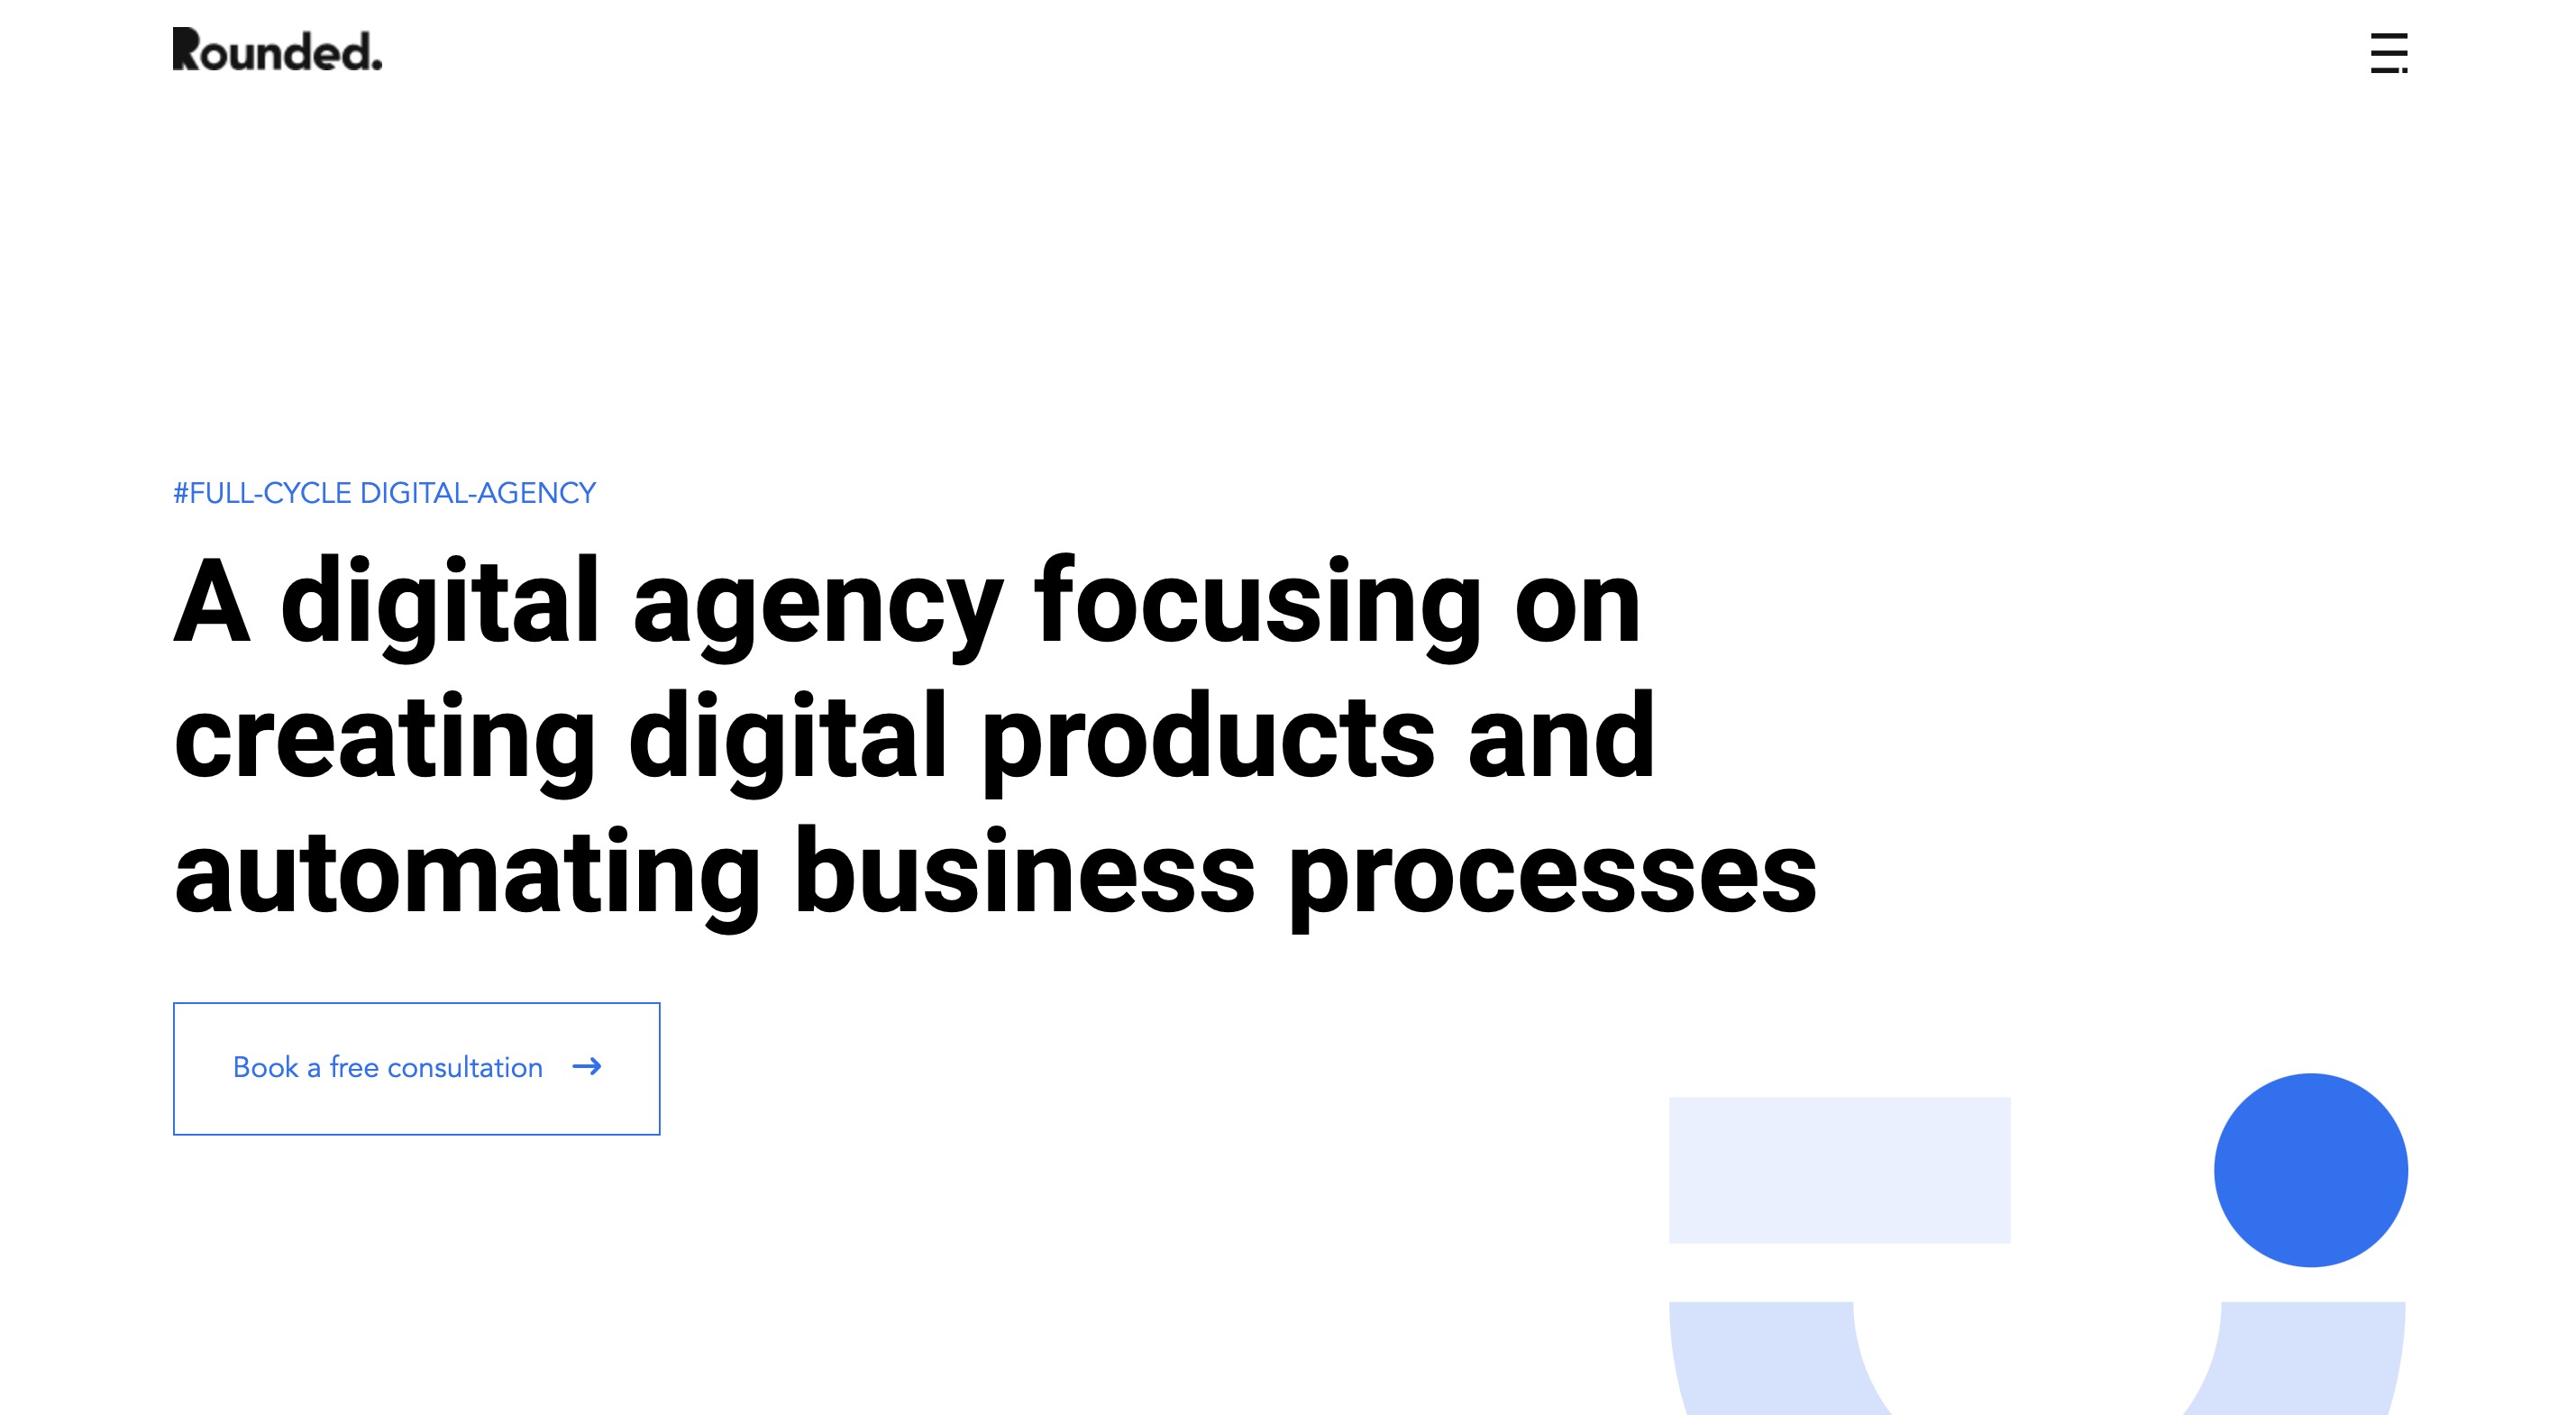 Rounded.
#FULL-CYCLE DIGITAL-AGENCY
A digital agency focusing on
creating digital products and
automating business processes
Book a free consultation